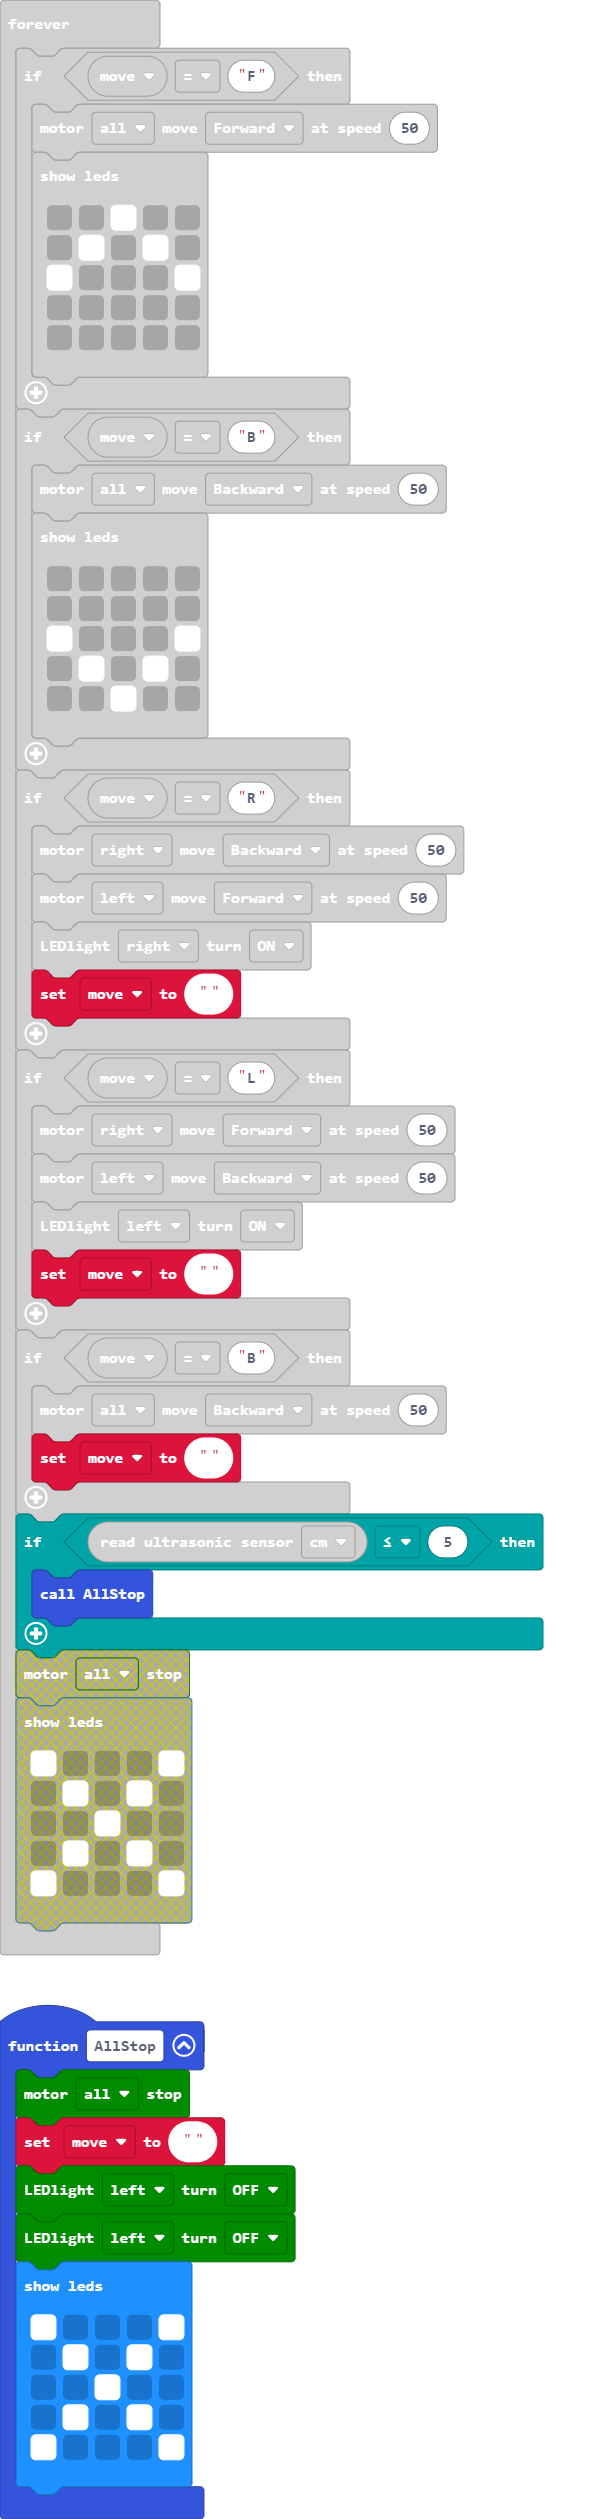 forever
if move = "F" then
motor all move Forward at speed 50
show leds
if move = "B" then
motor all move Backward at speed 50
show leds
if move = "R" then
motor right move Backward at speed 50
motor left move Forward at speed 50
LEDlight right turn ON
set move to " "
if move = "L" then
motor right move Forward at speed 50
motor left move Backward at speed 50
LEDlight left turn ON
set move to " "
if move = "B" then
motor all move Backward at speed 50
set move to " "
if read ultrasonic sensor cm ≤ 5 then
call AllStop
motor all stop
show leds
function AllStop
motor all stop
set move to " "
LEDlight left turn OFF
LEDlight left turn OFF
show leds